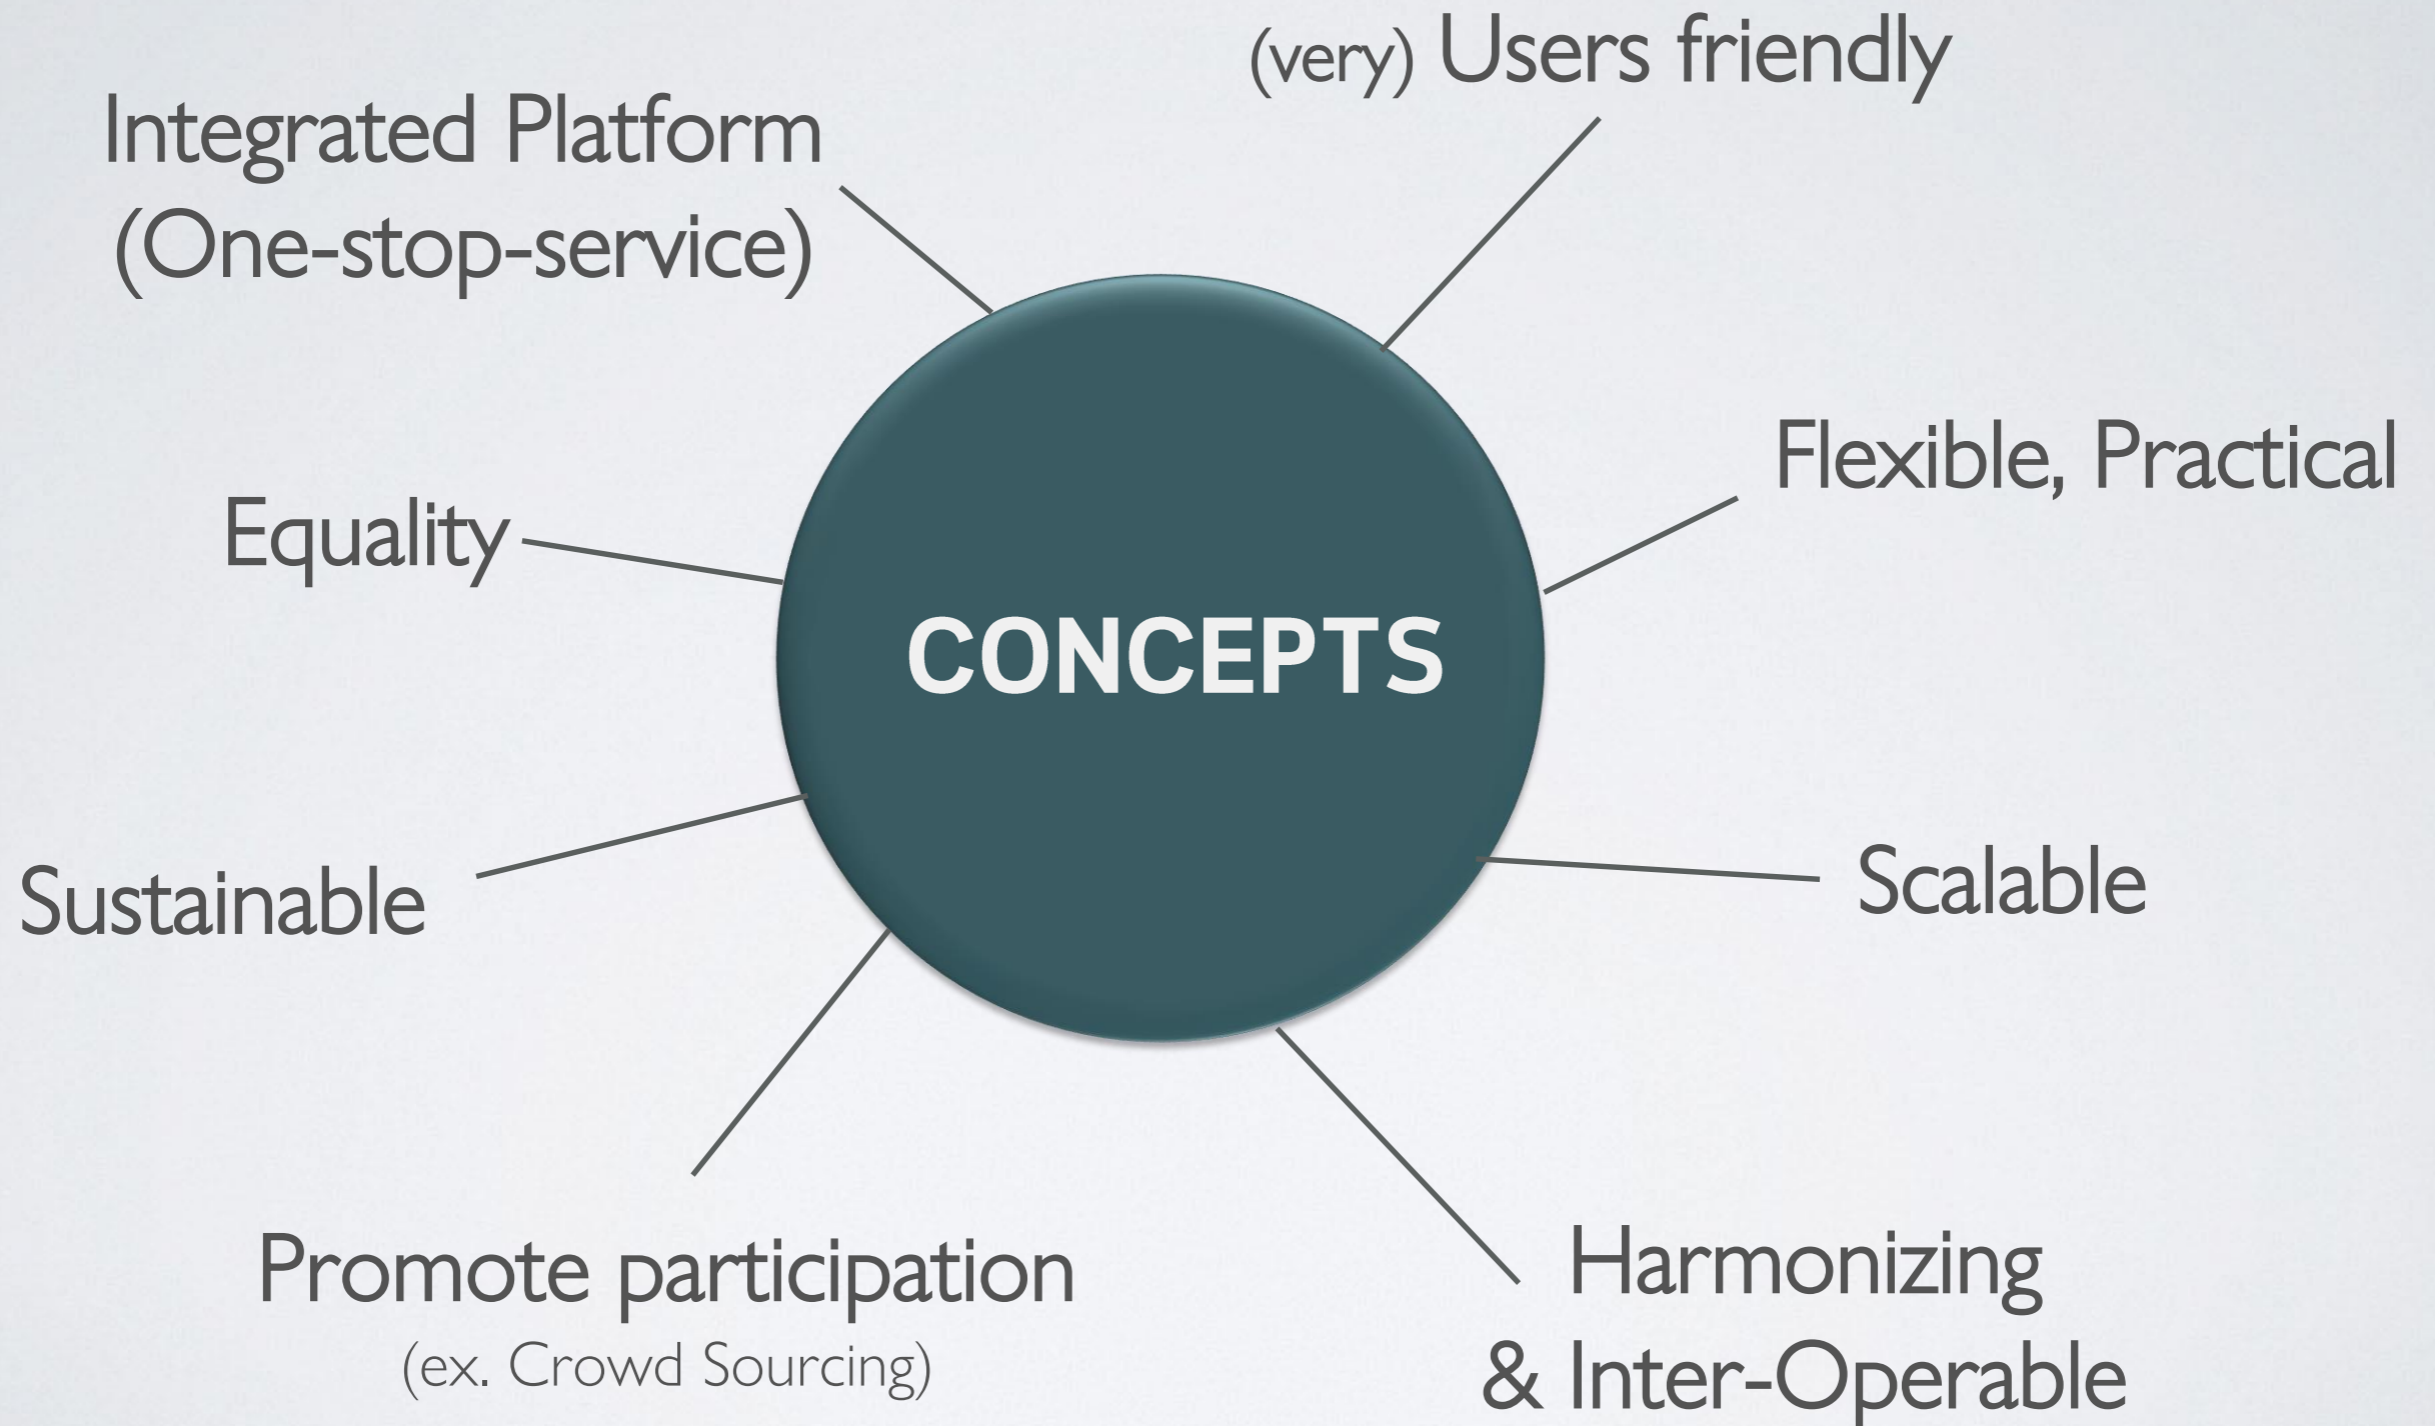 (very) Users friendly
Integrated Platform
(One-stop-service)
Flexible, Practical
Equality
CONCEPTS
Scalable
Sustainable
Promote participation
(ex. Crowd Sourcing)
Harmonizing
& Inter-Operable